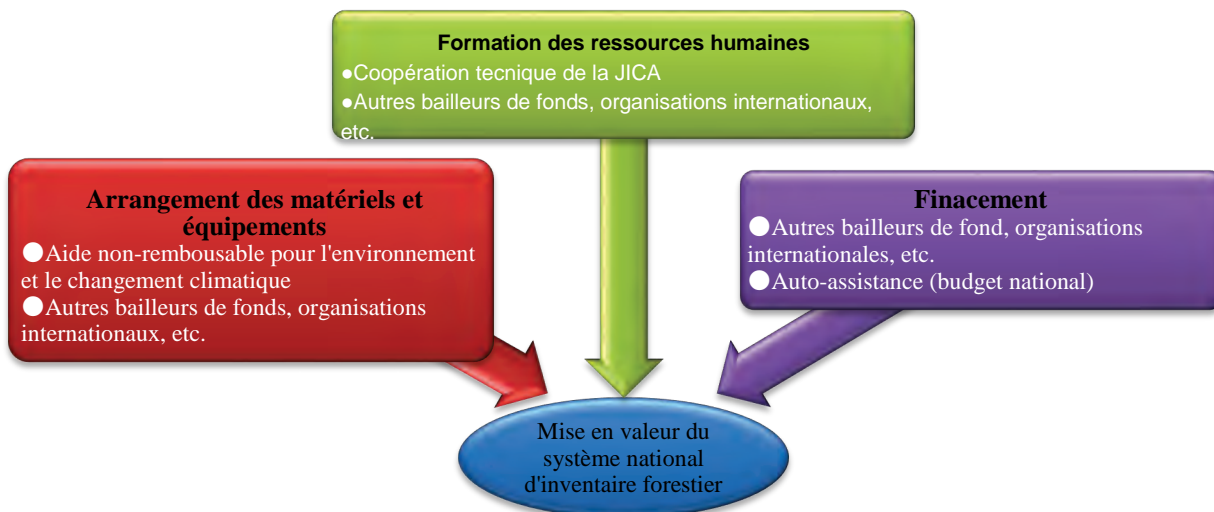 Formation des ressources humaines
●Coopération tecnique de la JICA
●Autres bailleurs de fonds, organisations internationaux,
etc.
Arrangement des matériels et
équipements
●Aide non-rembousable pour l'environnement
et le changement climatique
●Autres bailleurs de fonds, organisations
internationaux, etc.
Finacement
●Autres bailleurs de fond, organisations
internationales, etc.
●Auto-assistance (budget national)
Mise en valeur du
système national
d'inventaire forestier